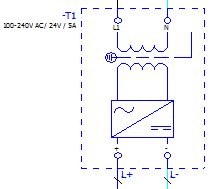 -T1
100-240V AC/ 24V / 5A
L1
N
+
-
L+
L-